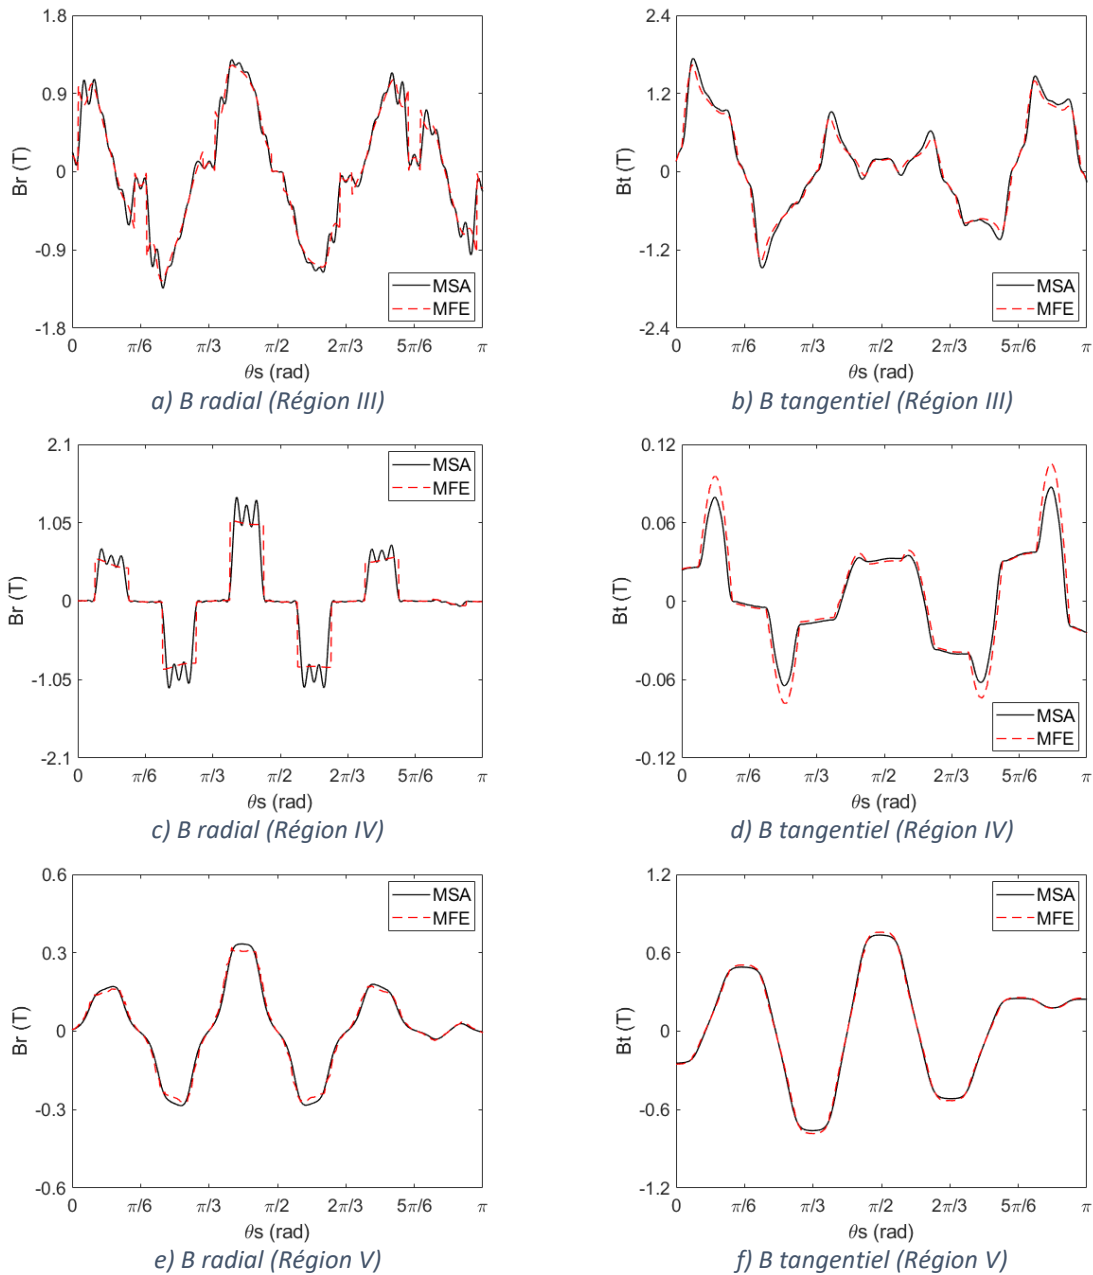 1.8
0.9
0
-0.9
-1.8
Br (T)
MSA
MFE
0 π/6 π/3 π/2 2π/3 5π/6 π
θs (rad)
a) B radial (Région III)
2.4
1.2
0
-1.2
-2.4
Bt (T)
MSA
MFE
0 π/6 π/3 π/2 2π/3 5π/6 π
θs (rad)
b) B tangentiel (Région III)
2.1
1.05
0
-1.05
-2.1
Br (T)
MSA
MFE
0 π/6 π/3 π/2 2π/3 5π/6 π
θs (rad)
c) B radial (Région IV)
0.12
0.06
0
-0.06
-0.12
Bt (T)
MSA
MFE
0 π/6 π/3 π/2 2π/3 5π/6 π
θs (rad)
d) B tangentiel (Région IV)
0.6
0.3
0
-0.3
-0.6
Br (T)
MSA
MFE
0 π/6 π/3 π/2 2π/3 5π/6 π
θs (rad)
e) B radial (Région V)
1.2
0.6
0
-0.6
-1.2
Bt (T)
MSA
MFE
0 π/6 π/3 π/2 2π/3 5π/6 π
θs (rad)
f) B tangentiel (Région V)